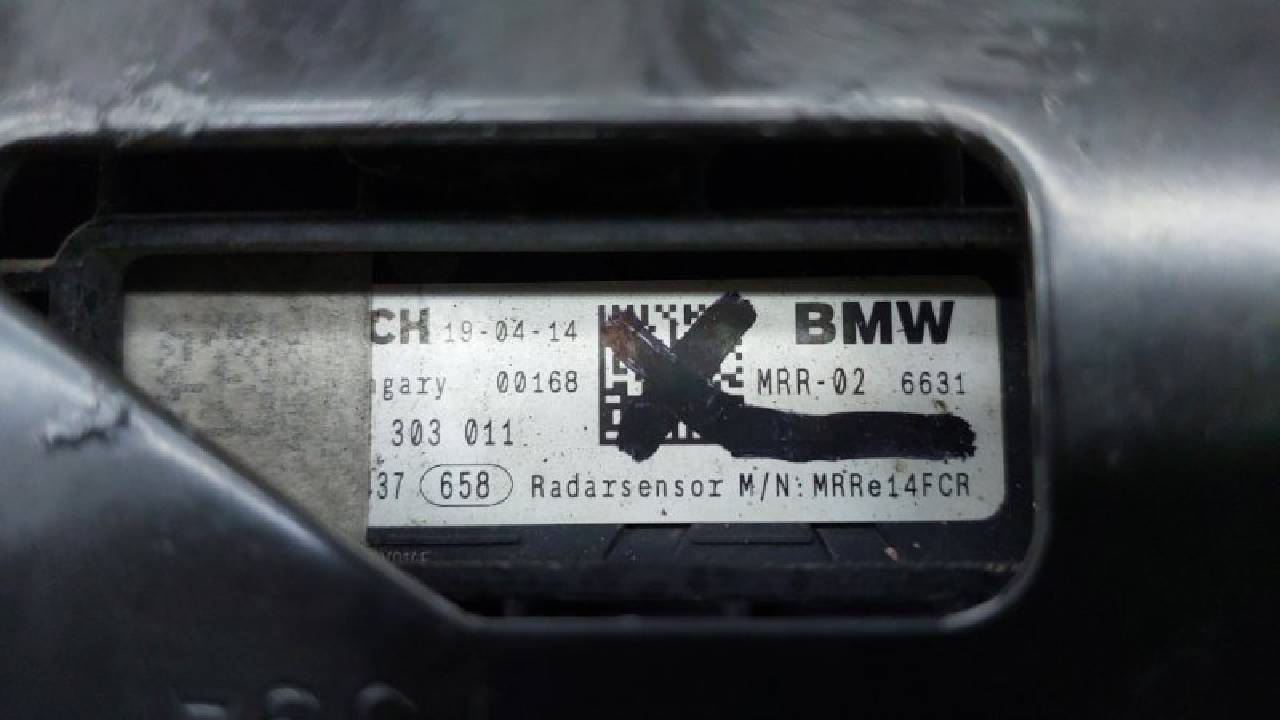 CH 19-04-14 BMW
gary 00168 MRR-02 6631
303 011
37 658 Radarsensor M/N: MRRe14FCR